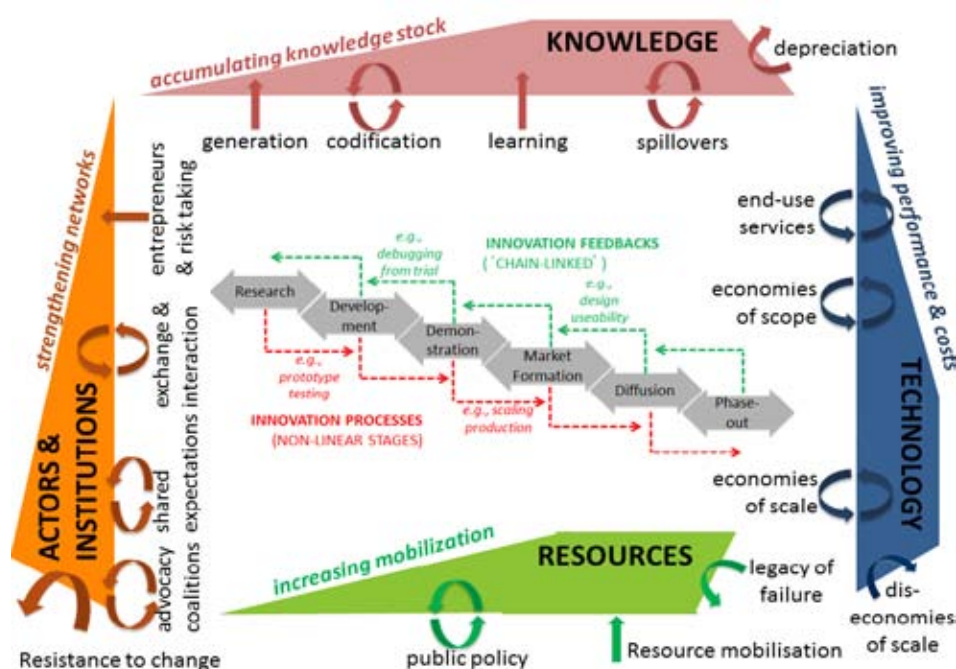 accumulating knowledge stock
KNOWLEDGE
depreciation
generation
codification
learning
spillovers
strengthening networks
ACTORS &
INSTITUTIONS
entrepreneurs
& risk taking
exchange &
interaction
shared
expectations
advocacy
coalitions
Resistance to change
INNOVATION FEEDBACKS
(`CHAIN-LINKED`)
e.g.,
debugging
from trial
e.g.,
design
useability
Research
Develop-
ment
Demon-
stration
Market
Formation
Diffusion
Phase-
out
e.g.,
prototype
testing
e.g., scaling
production
INNOVATION PROCESSES
(NON-LINEAR STAGES)
improving performance & costs
TECHNOLOGY
end-use
services
economies
of scope
economies
of scale
dis-
economies
of scale
increasing mobilization
RESOURCES
legacy of
failure
public policy
Resource mobilisation